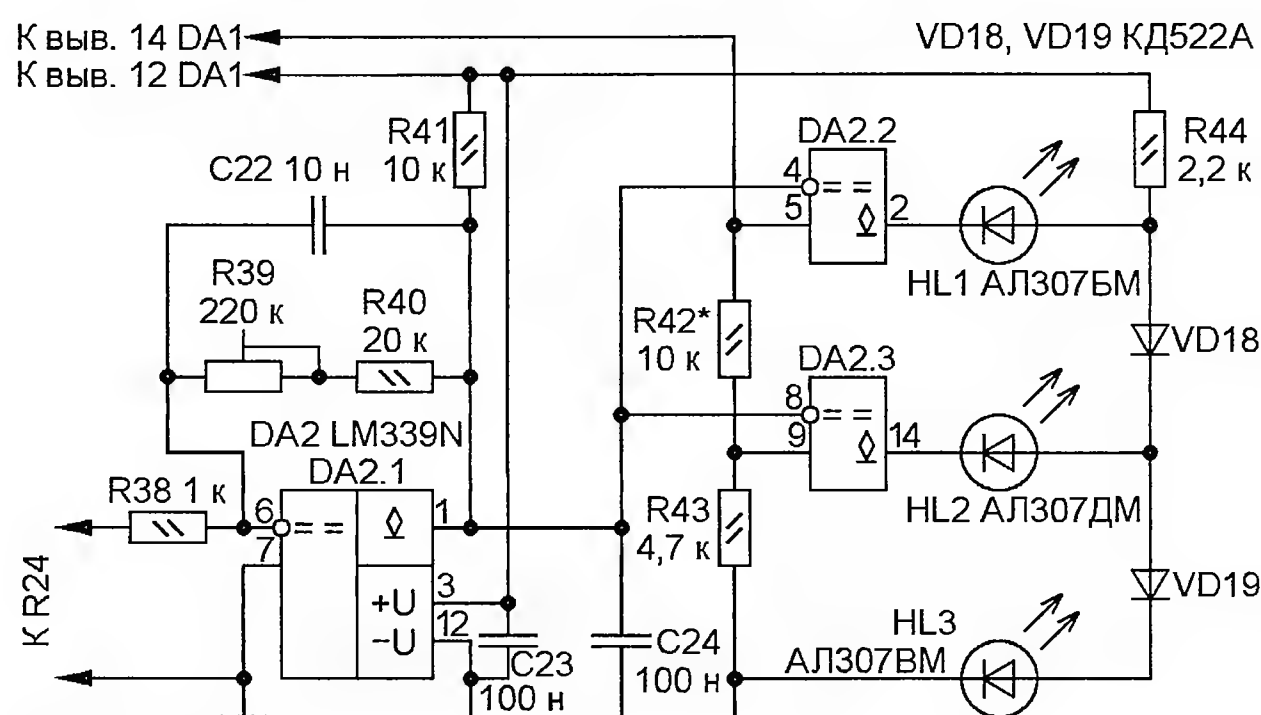 К выв. 14 DA1
VD18, VD19 КД522А
К выв. 12 DA1
R41
10 к
DA2.2
R44
2,2 к
C22 10 н
4
= =
5
2
R39
220 к
R40
20 к
HL1 АЛ307БМ
R42*
10 к
VD18
DA2.3
8
= =
9
14
DA2 LM339N
DA2.1
R38 1 к
6
= =
1
7
R43
4,7 к
HL2 АЛ307ДМ
+U
3
–U
12
VD19
К R24
C23
100 н
C24
100 н
HL3
АЛ307ВМ